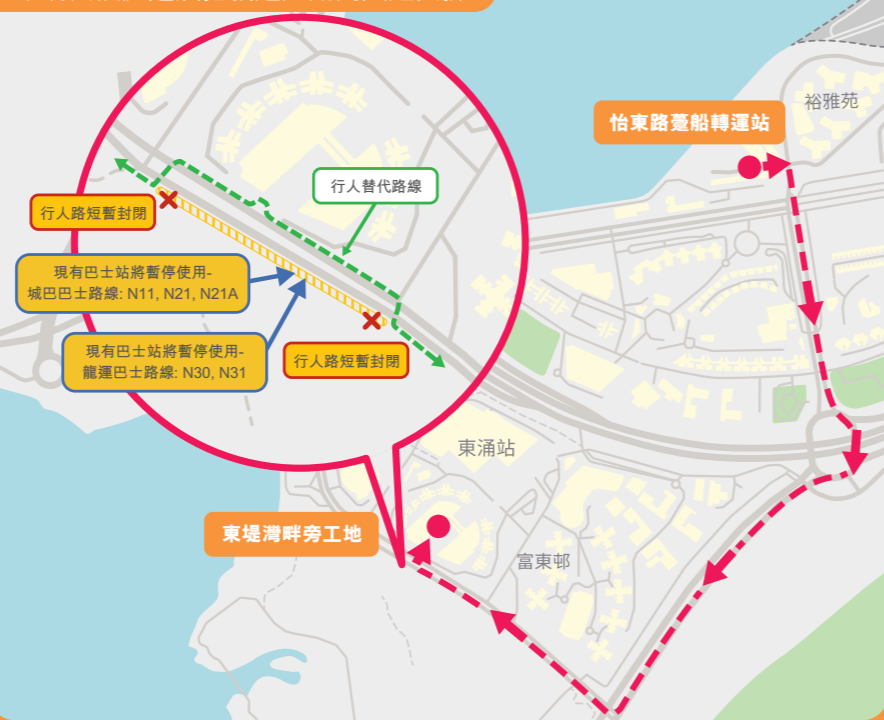 裕雅苑
怡東路躉船轉運站
行人替代路線
行人路短暫封閉
現有巴士站將暫停使用-
城巴巴士路線: N11, N21, N21A
現有巴士站將暫停使用-
龍運巴士路線: N30, N31
行人路短暫封閉
東涌站
東堤灣畔旁工地
富東邨